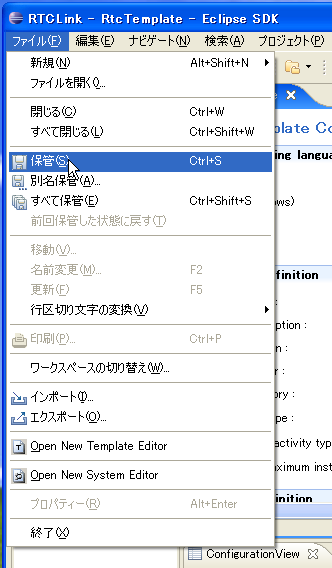 RTCLink - RtcTemplate - Eclipse SDK
ファイル(F) 編集(E) ナビゲート(N) 検索(A) プロジェクト(P)
新規(N) Alt+Shift+N
ファイルを開く(.)...
閉じる(C) Ctrl+W
すべて閉じる(L) Ctrl+Shift+W
保管(S) Ctrl+S
別名保管(A)...
すべて保管(E) Ctrl+Shift+S
前回保管した状態に戻す(T)
移動(V)...
名前変更(M)... F2
更新(F) F5
行区切り文字の変換(V)
印刷(P)... Ctrl+P
ワークスペースの切り替え(W)...
インポート(I)...
エクスポート(O)...
Open New Template Editor
Open New System Editor
プロパティー(R) Alt+Enter
終了(X)
plate Co
ing langua
ows)
finition
:
ption :
:
ory :
pe :
activity typ
aximum inst
finition
ConfigurationView